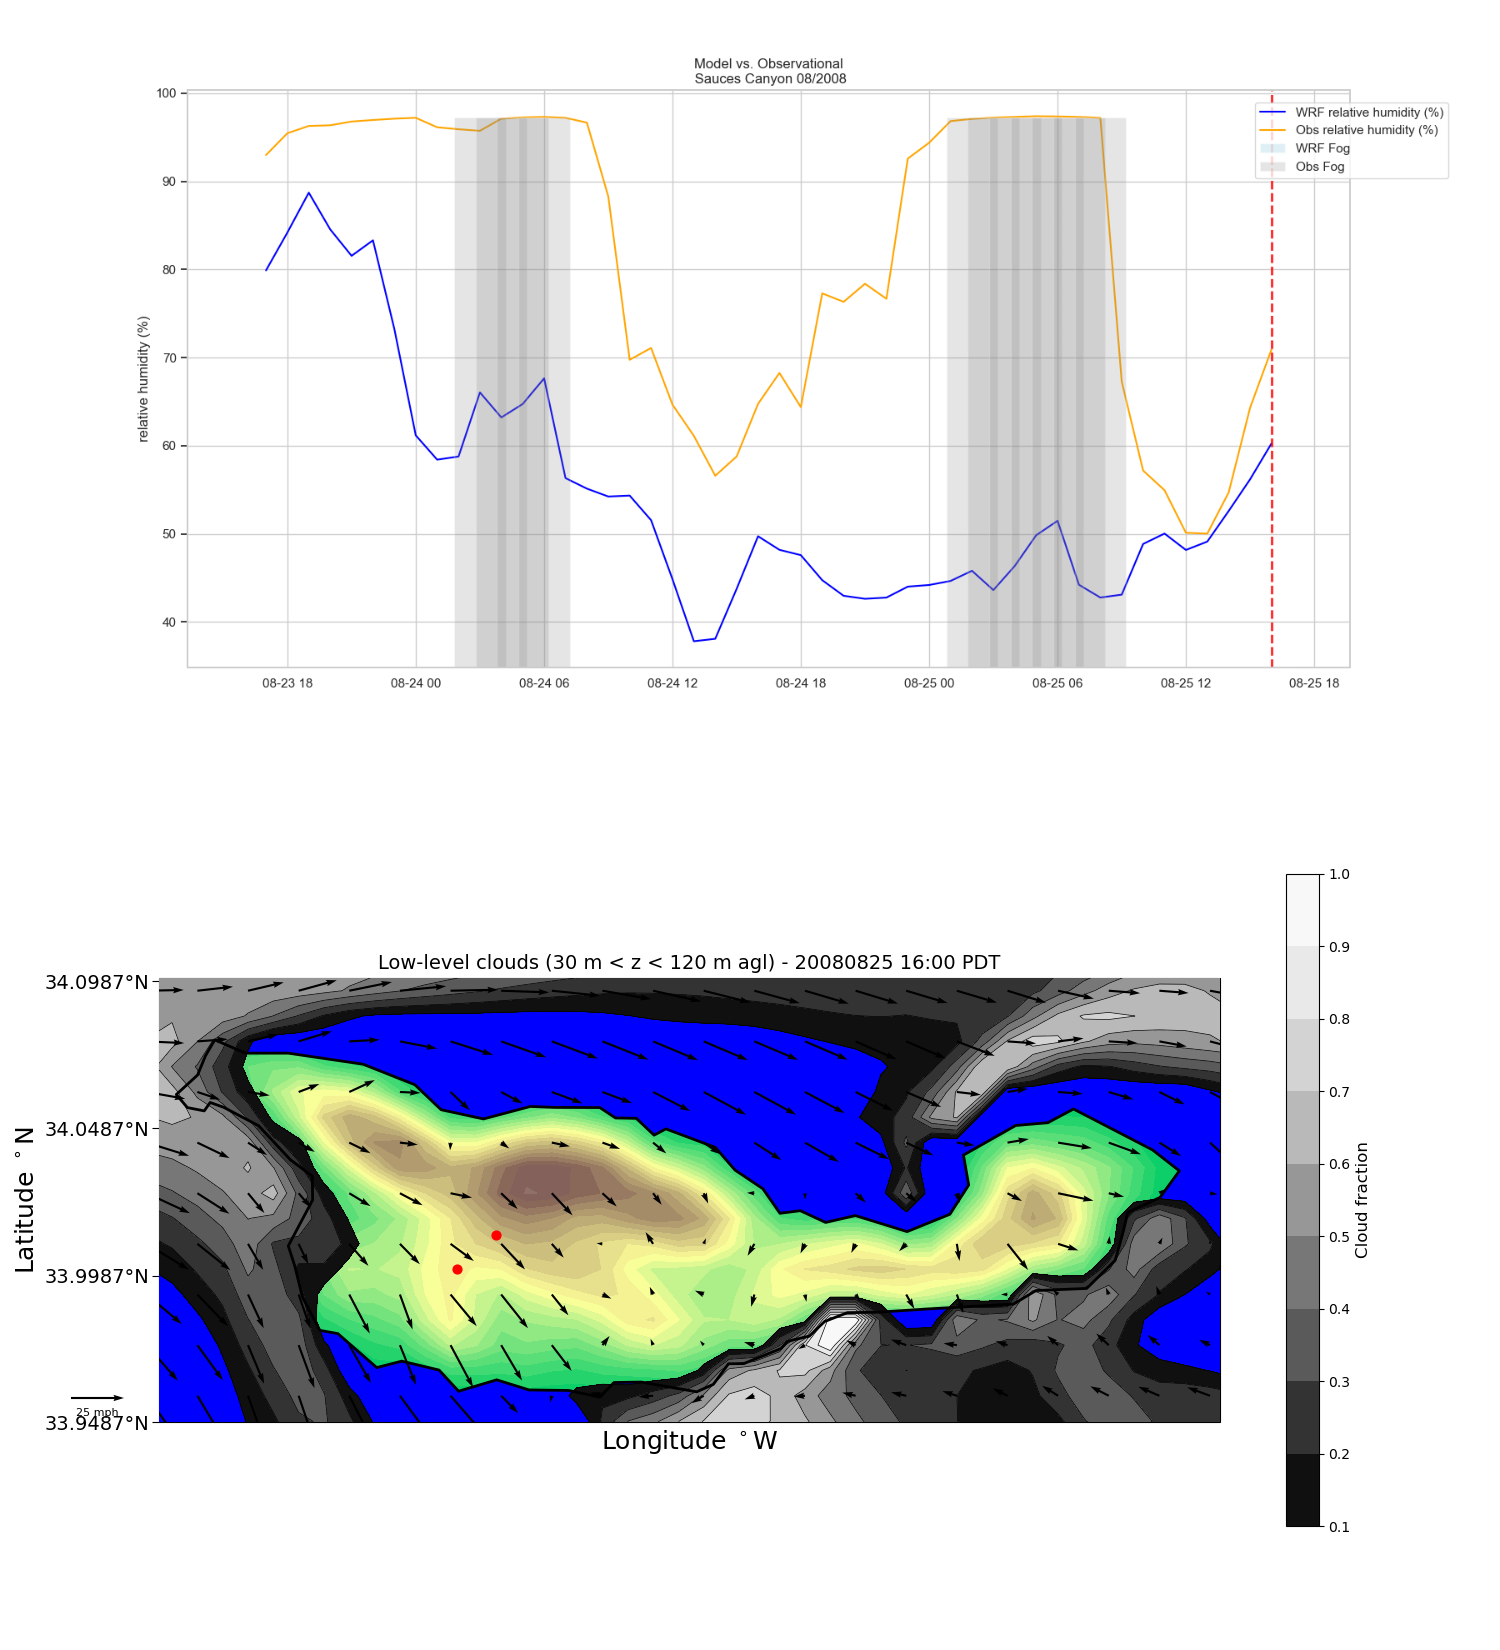 Model vs. Observational
Sauces Canyon 08/2008
100
90
80
70
60
50
40
relative humidity (%)
WRF relative humidity (%)
Obs relative humidity (%)
WRF Fog
Obs Fog
08-23 18
08-24 00
08-24 06
08-24 12
08-24 18
08-25 00
08-25 06
08-25 12
08-25 18
Low-level clouds (30 m < z < 120 m agl) - 20080825 16:00 PDT
34.0987°N
34.0487°N
33.9987°N
33.9487°N
Latitude °N
25 mph
Longitude °W
1.0
0.9
0.8
0.7
0.6
0.5
0.4
0.3
0.2
0.1
Cloud fraction